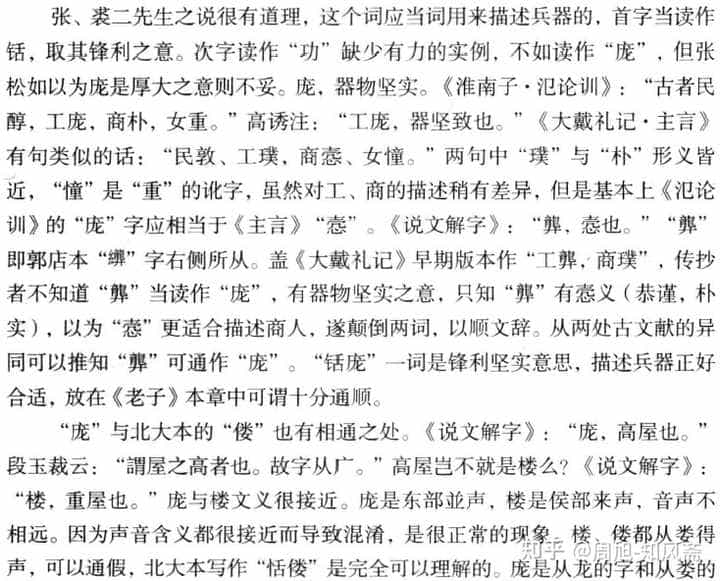 张、裘二先生之说很有道理，这个词应当词用来描述兵器的，首字当读作
铦，取其锋利之意。次字读作“功”缺少有力的实例，不如读作“庞”，但张
松如以为庞是厚大之意则不妥。庞，器物坚实。《淮南子·氾论训》：“古者民
醇，工庞，商朴，女重。”高诱注：“工庞，器坚致也。”《大戴礼记·主言》
有句类似的话：“民敦、工璞，商悫、女憧。”两句中“璞”与“朴”形义皆
近，“憧”是“重”的讹字，虽然对工、商的描述稍有差异，但是基本上《氾论
训》的“庞”字应相当于《主言》“悫”。《说文解字》：“龏，悫也。”“龏”
即郭店本“”字右侧所从。盖《大戴礼记》早期版本作“工龏，商璞”，传抄
者不知道“龏”当读作“庞”，有器物坚实之意，只知“龏”有悫义（恭谨，朴
实），以为“悫”更适合描述商人，遂颠倒两词，以顺文辞。从两处古文献的异
同可以推知“龏”可通作“庞”。“铦庞”一词是锋利坚实意思，描述兵器正好
合适，放在《老子》本章中可谓十分通顺。
“庞”与北大本的“偻”也有相通之处。《说文解字》：“庞，高屋也。”
段玉裁云：“謂屋之高者也。故字从广。”高屋岂不就是楼么？《说文解字》：
“楼，重屋也。”庞与楼文义很接近。庞是东部並声，楼是侯部来声，音声不
相远。因为声音含义都很接近而导致混淆，是很正常的现象。楼、偻都从娄得
声，可以通假，北大本写作“恬偻”是完全可以理解的。庞是从龙的字和从娄的
知乎 @周旭-知风斋